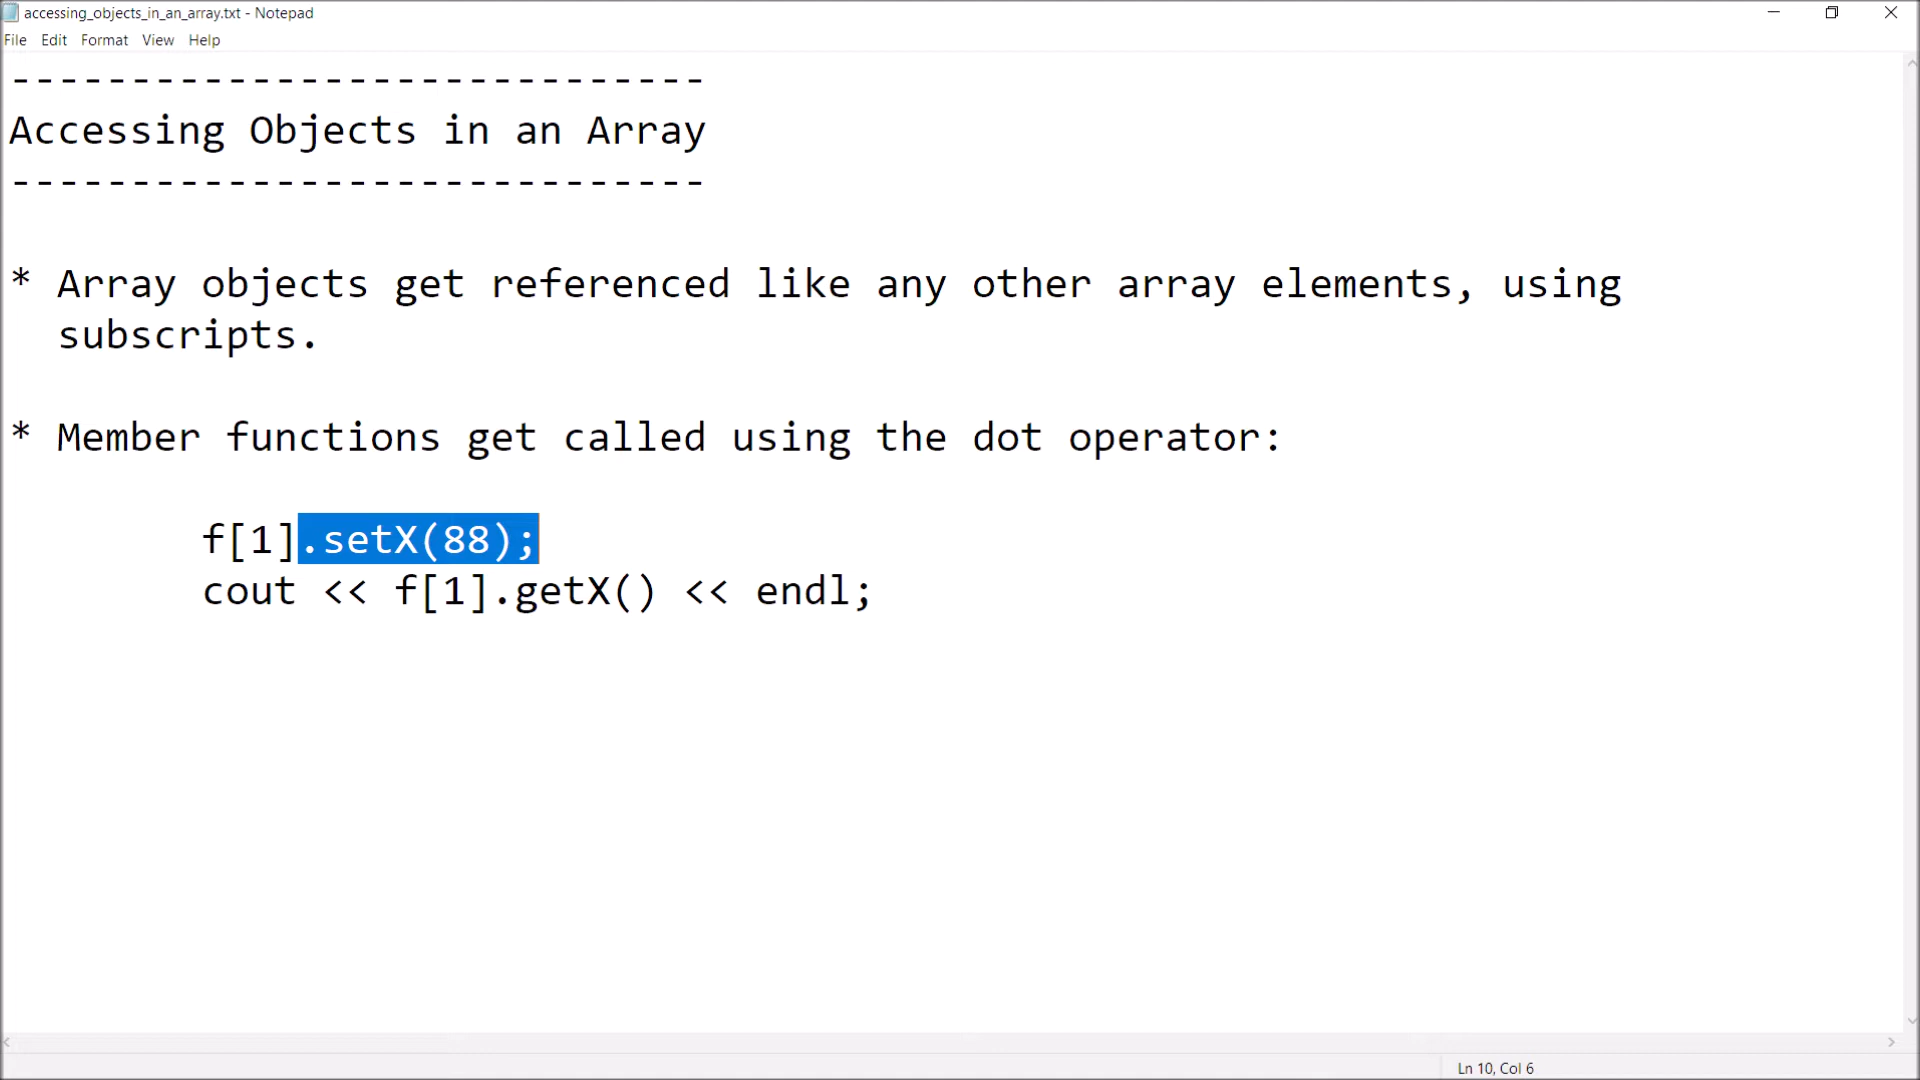 accessing_objects_in_an_array.txt - Notepad
File Edit Format View Help
-----------------------------
Accessing Objects in an Array
-----------------------------
* Array objects get referenced like any other array elements, using
subscripts.
* Member functions get called using the dot operator:
f[1].setX(88);
cout << f[1].getX() << endl;
Ln 10, Col 6